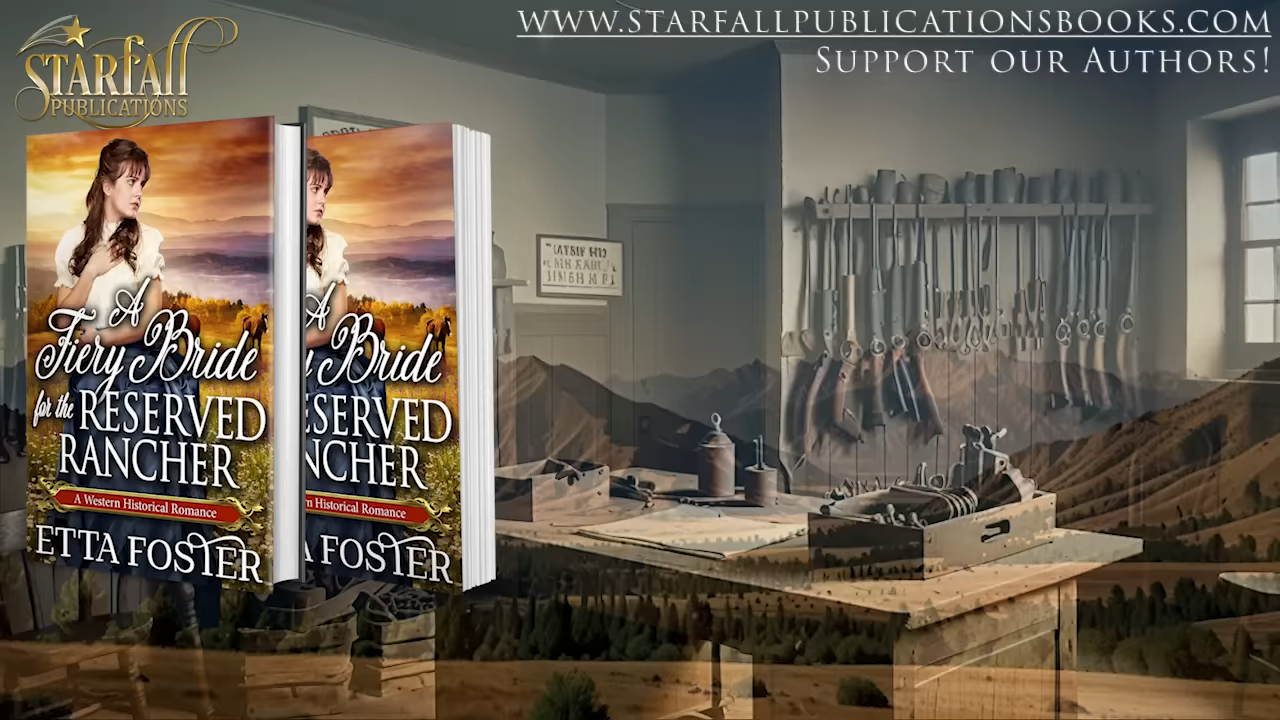 STARfall
PUBLICATIONS
WWW.STARFALLPUBLICATIONSBOOKS.COM
SUPPORT OUR AUTHORS!
A
Fiery Bride
for the RESERVED
RANCHER
A Western Historical Romance
ETTA FOSTER
A
Bride
ESERVED
NCHER
Historical Romance
FOSTER